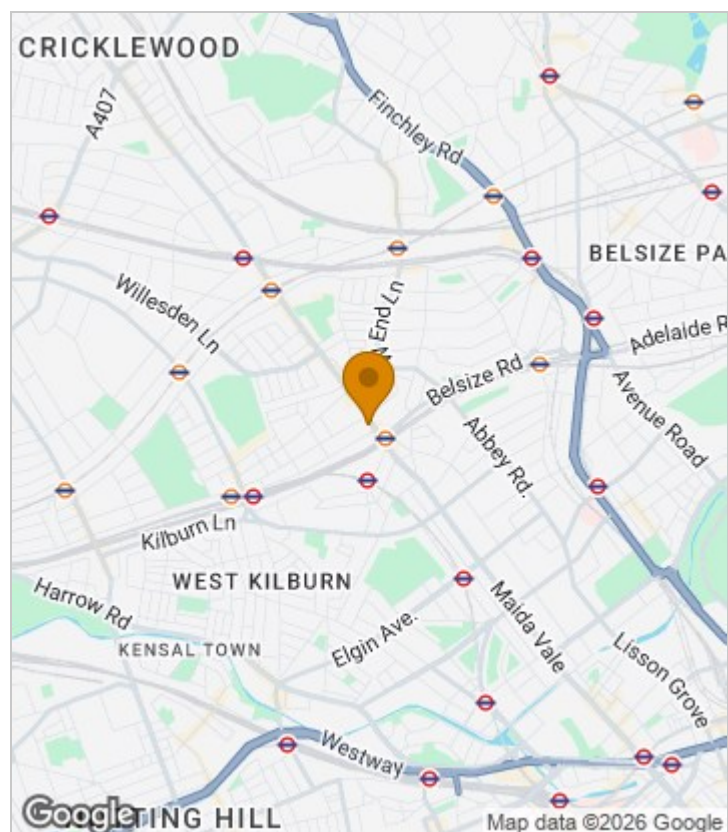 CRICKLEWOOD
A407
Finchley Rd
BELSIZE PA
Willesden Ln
End Ln
Adelaide R
Belsize Rd
Avenue Road
Abbey Rd.
Kilburn Ln
WEST KILBURN
Harrow Rd
Maida Vale
KENSAL TOWN
Elgin Ave.
Lisson Grove
Westway
Google
TING HILL
Map data ©2026 Google